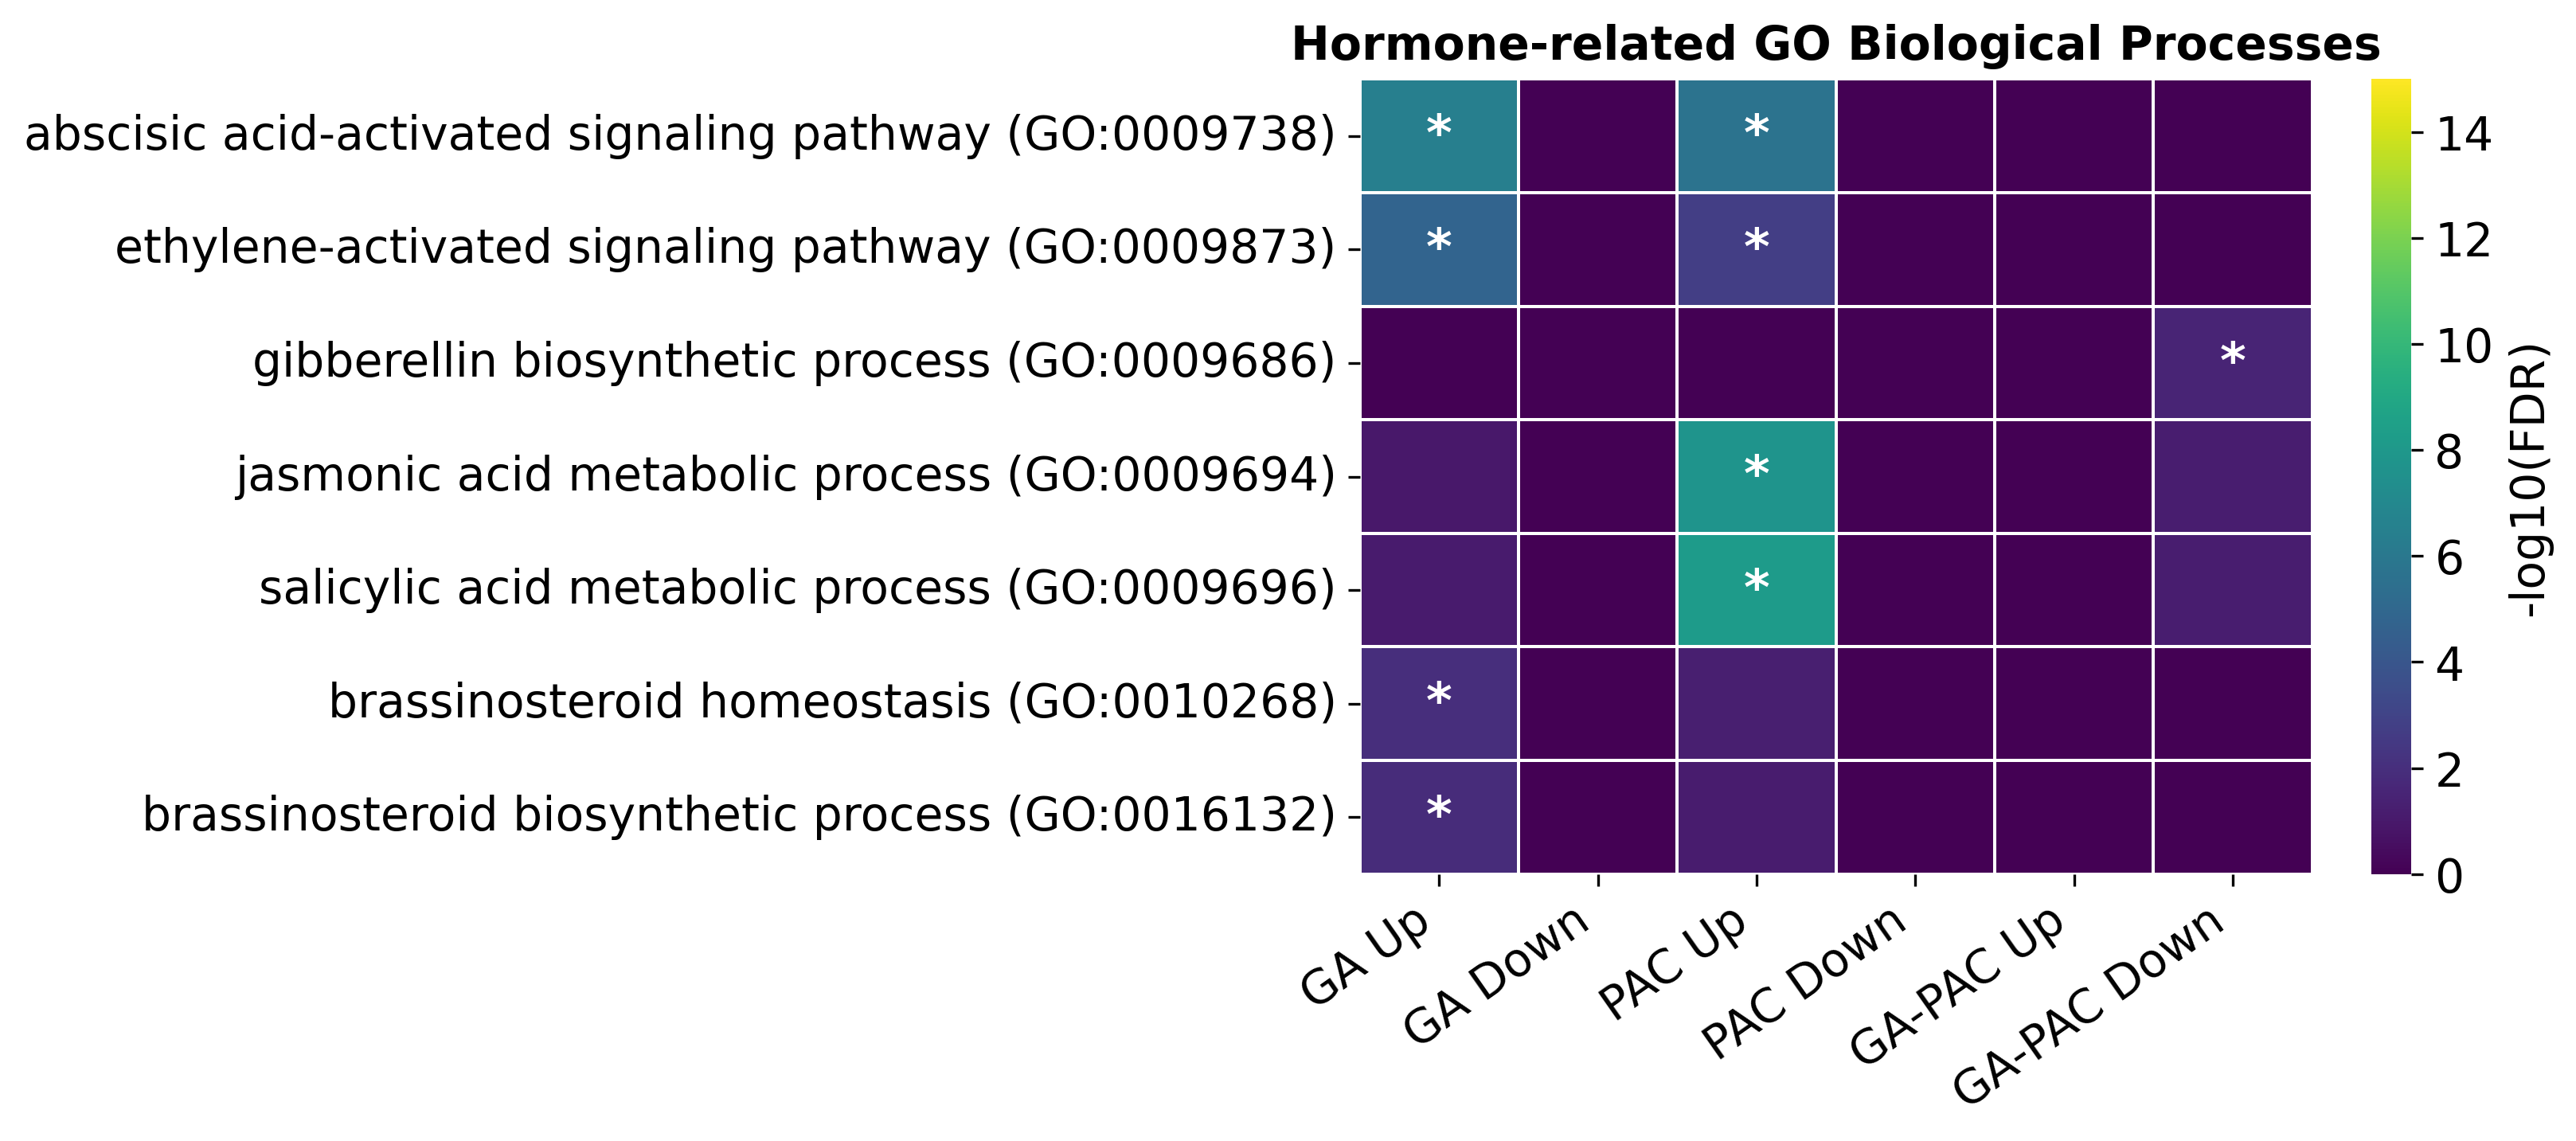 Hormone-related GO Biological Processes
abscisic acid-activated signaling pathway (GO:0009738)
* *
ethylene-activated signaling pathway (GO:0009873)
* *
gibberellin biosynthetic process (GO:0009686)
*
jasmonic acid metabolic process (GO:0009694)
*
salicylic acid metabolic process (GO:0009696)
*
brassinosteroid homeostasis (GO:0010268)
*
brassinosteroid biosynthetic process (GO:0016132)
*
GA Up
GA Down
PAC Up
PAC Down
GA-PAC Up
GA-PAC Down
14
12
10
8
6
4
2
0
-log10(FDR)